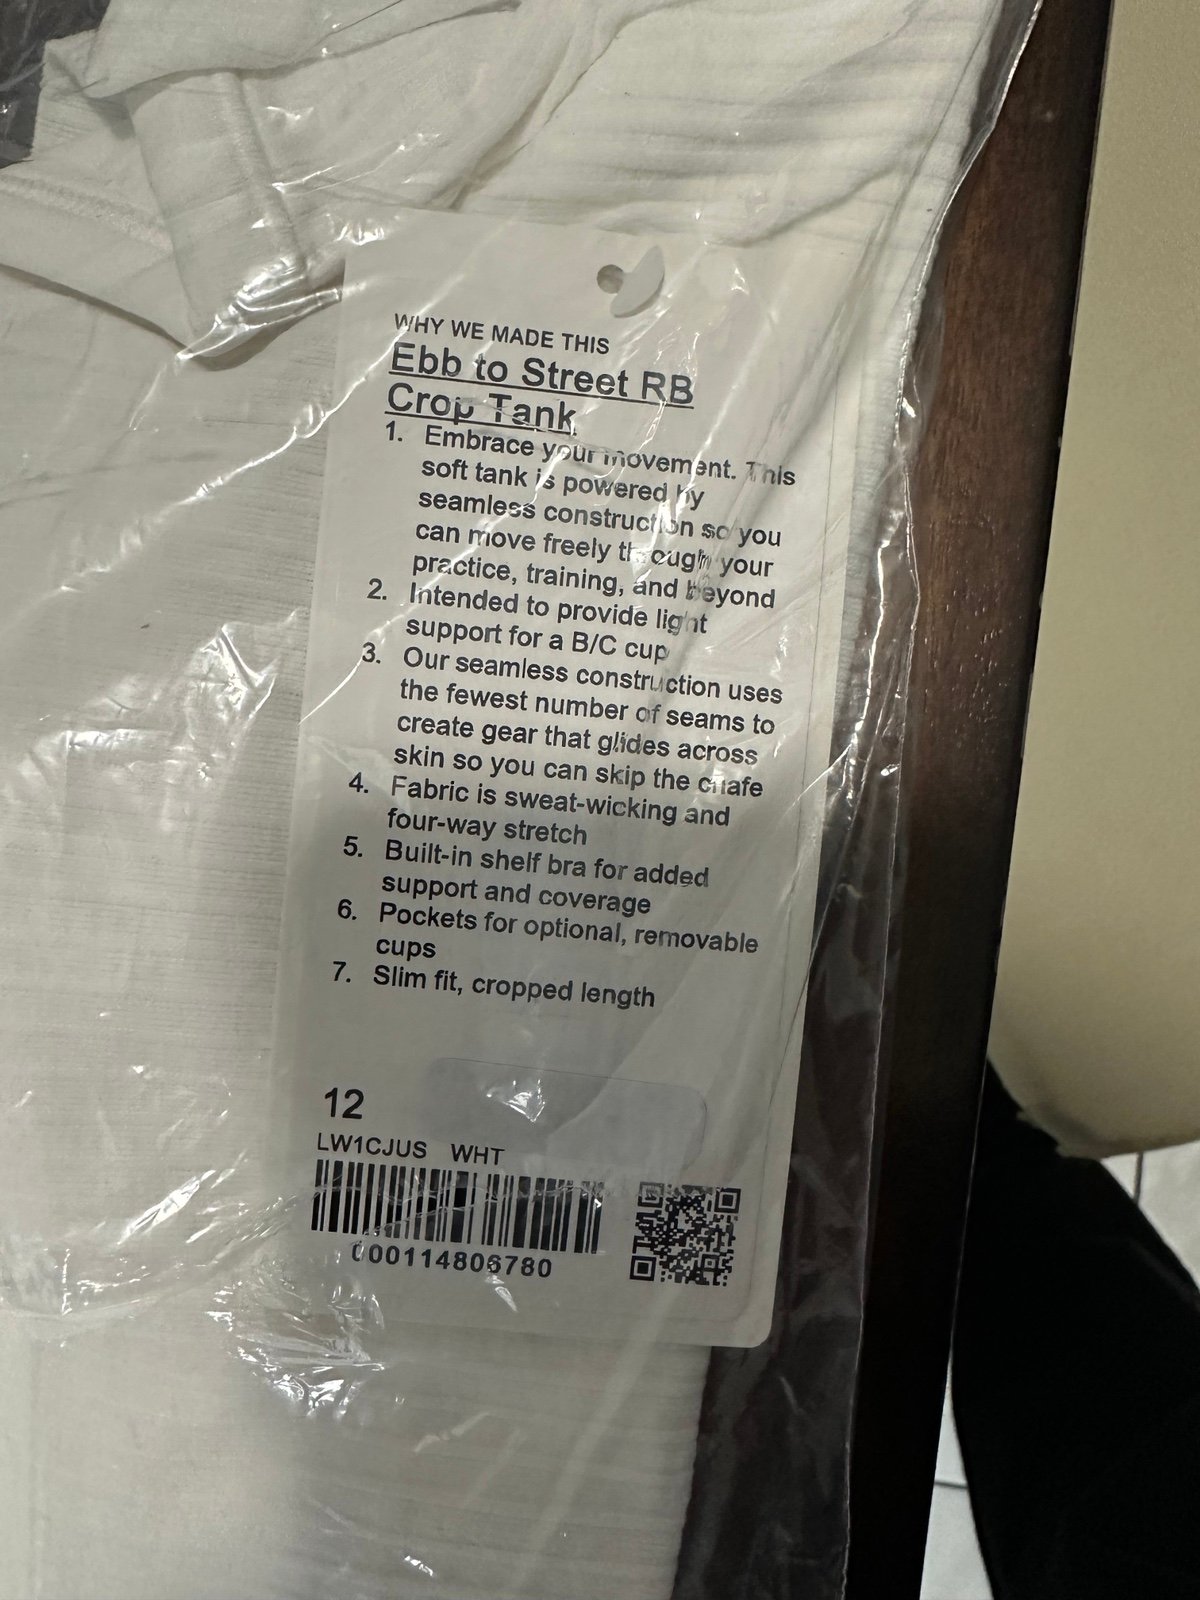 WHY WE MADE THIS
Ebb to Street RB
Crop Tank
1. Embrace your movement. This
soft tank is powered by
seamless construction so you
can move freely through your
practice, training, and beyond
2. Intended to provide light
support for a B/C cup
3. Our seamless construction uses
the fewest number of seams to
create gear that glides across
skin so you can skip the chafe
4. Fabric is sweat-wicking and
four-way stretch
5. Built-in shelf bra for added
support and coverage
6. Pockets for optional, removable
cups
7. Slim fit, cropped length
12
LW1CJUS WHT
000114806780